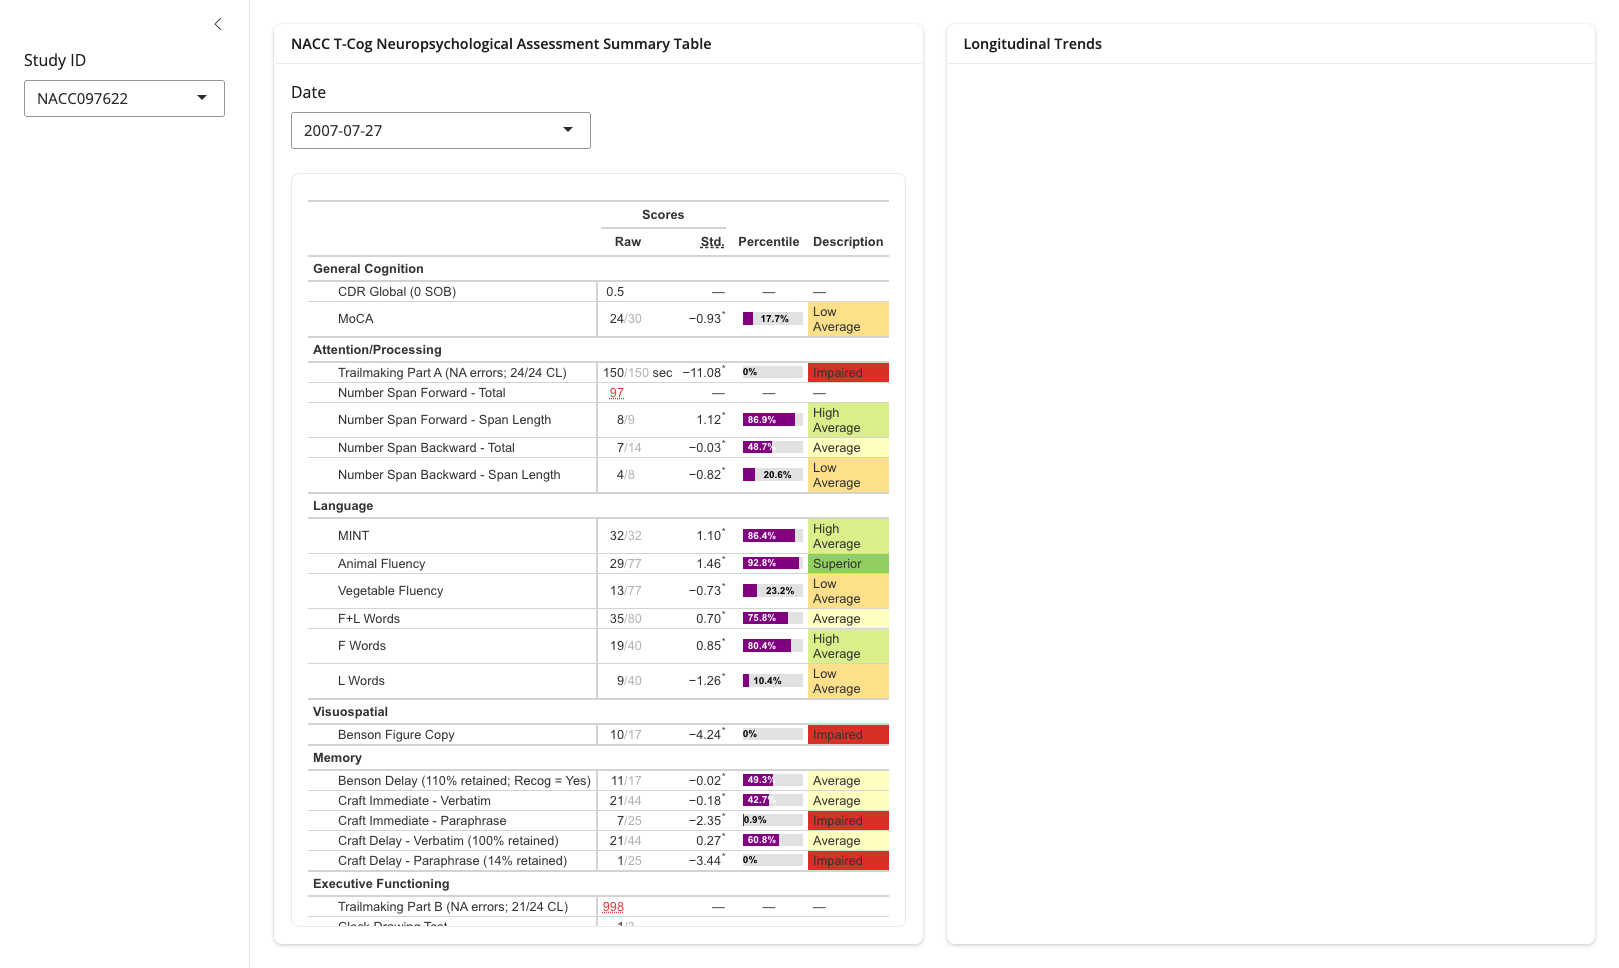 Study ID
NACC097622
NACC T-Cog Neuropsychological Assessment Summary Table
Date
2007-07-27
Scores
Raw Std. Percentile Description
General Cognition
CDR Global (0 SOB) 0.5 — — —
MoCA 24/30 −0.93* 17.7% Low Average
Attention/Processing
Trailmaking Part A (NA errors; 24/24 CL) 150/150 sec −11.08* 0% Impaired
Number Span Forward - Total 97 — — —
Number Span Forward - Span Length 8/9 1.12* 86.9% High Average
Number Span Backward - Total 7/14 −0.03* 48.7% Average
Number Span Backward - Span Length 4/8 −0.82* 20.6% Low Average
Language
MINT 32/32 1.10* 86.4% High Average
Animal Fluency 29/77 1.46* 92.8% Superior
Vegetable Fluency 13/77 −0.73* 23.2% Low Average
F+L Words 35/80 0.70* 75.8% Average
F Words 19/40 0.85* 80.4% High Average
L Words 9/40 −1.26* 10.4% Low Average
Visuospatial
Benson Figure Copy 10/17 −4.24* 0% Impaired
Memory
Benson Delay (110% retained; Recog = Yes) 11/17 −0.02* 49.3% Average
Craft Immediate - Verbatim 21/44 −0.18* 42.7% Average
Craft Immediate - Paraphrase 7/25 −2.35* 0.9% Impaired
Craft Delay - Verbatim (100% retained) 21/44 0.27* 60.8% Average
Craft Delay - Paraphrase (14% retained) 1/25 −3.44* 0% Impaired
Executive Functioning
Trailmaking Part B (NA errors; 21/24 CL) 998 — — —
Clock Drawing Test
Longitudinal Trends